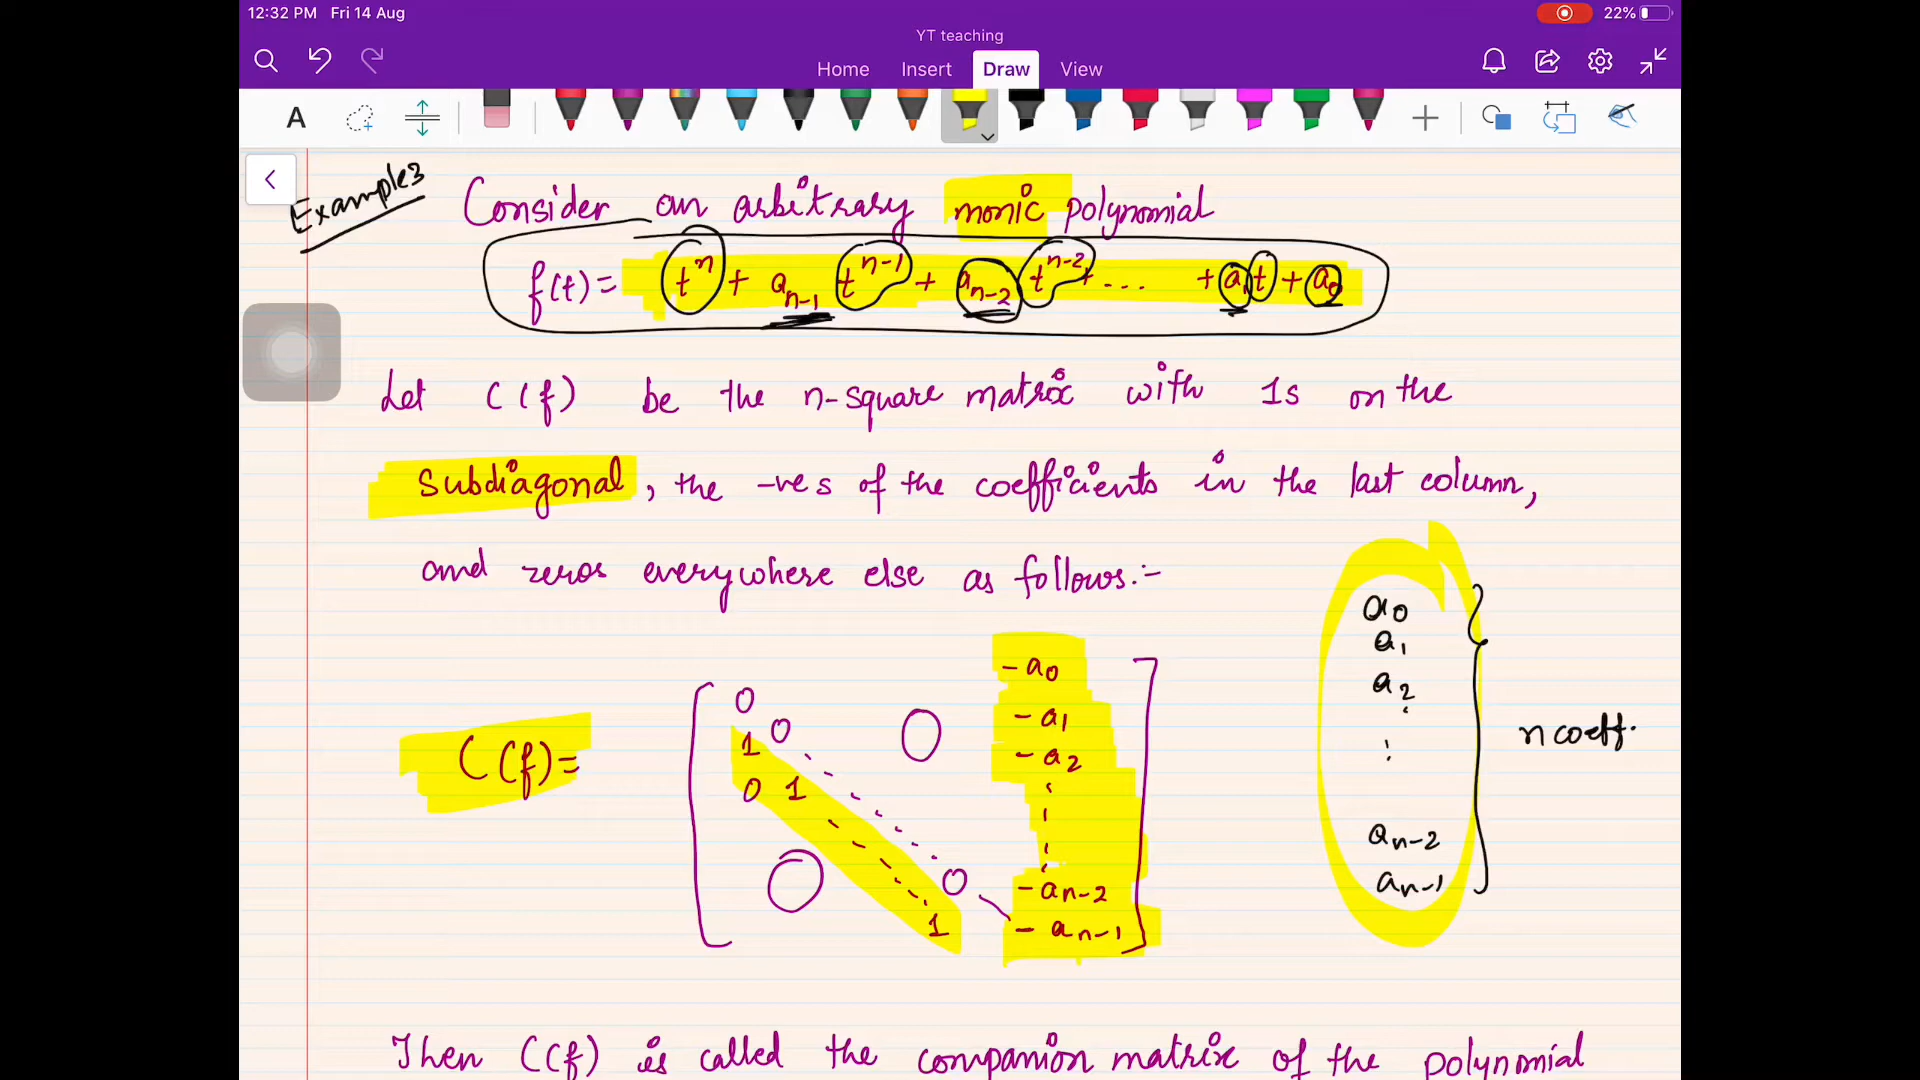 12:32 PM Fri 14 Aug
22%
YT teaching
Home Insert Draw View
A
Example 3
Consider an arbitrary monic polynomial
f(t) = t^n + a_{n-1} t^{n-1} + a_{n-2} t^{n-2} + ... + a_1 t + a_0
Let C(f) be the n-square matrix with 1s on the
Subdiagonal, the -ves of the coefficients in the last column,
and zeros everywhere else as follows:-
C(f) =
0 -a_0
1 0 0 -a_1
0 1 -a_2
0 0 -a_{n-2}
1 -a_{n-1}
a_0
a_1
a_2
a_{n-2}
a_{n-1}
n coeff.
Then C(f) is called the companion matrix of the polynomial